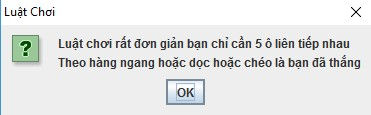 Luật Chơi
Luật chơi rất đơn giản bạn chỉ cần 5 ô liên tiếp nhau
Theo hàng ngang hoặc dọc hoặc chéo là bạn đã thắng
OK